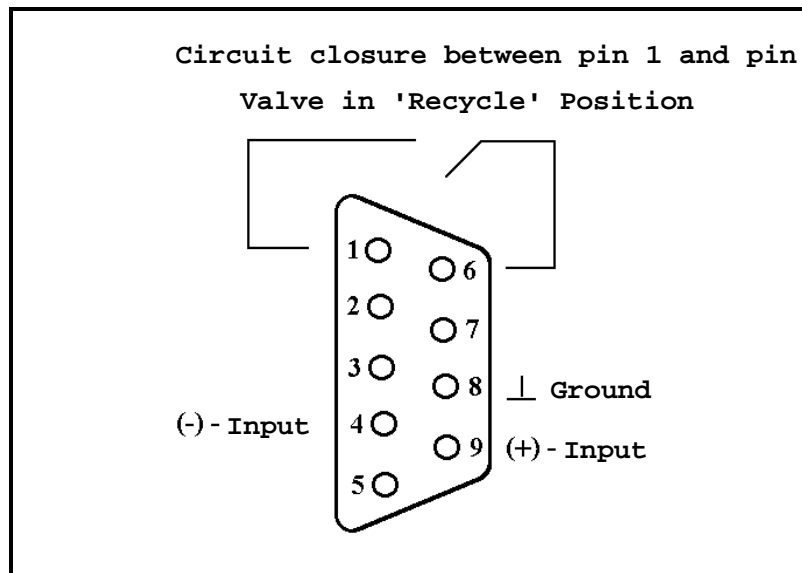 Circuit closure between pin 1 and pin
Valve in 'Recycle' Position
1
6
2
7
3
8 ⊥ Ground
(-) - Input 4
9 (+) - Input
5